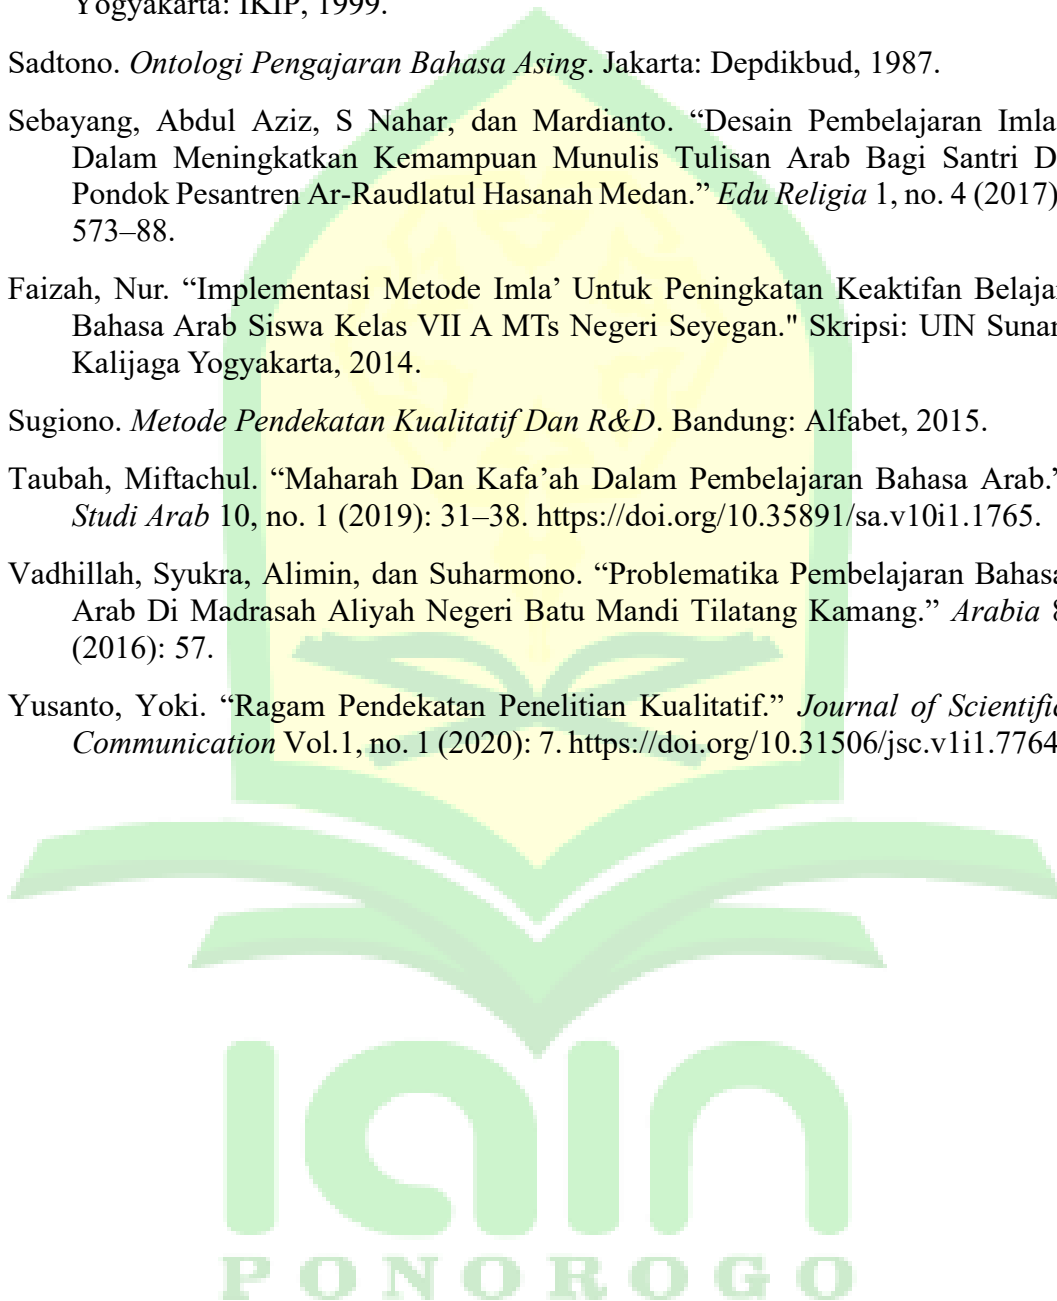 Yogyakarta: IKIP, 1999.
Sadtono. Ontologi Pengajaran Bahasa Asing. Jakarta: Depdikbud, 1987.
Sebayang, Abdul Aziz, S Nahar, dan Mardianto. “Desain Pembelajaran Imla
Dalam Meningkatkan Kemampuan Munulis Tulisan Arab Bagi Santri D
Pondok Pesantren Ar-Raudlatul Hasanah Medan.” Edu Religia 1, no. 4 (2017)
573–88.
Faizah, Nur. “Implementasi Metode Imla’ Untuk Peningkatan Keaktifan Belajar
Bahasa Arab Siswa Kelas VII A MTs Negeri Seyegan." Skripsi: UIN Sunan
Kalijaga Yogyakarta, 2014.
Sugiono. Metode Pendekatan Kualitatif Dan R&D. Bandung: Alfabet, 2015.
Taubah, Miftachul. “Maharah Dan Kafa’ah Dalam Pembelajaran Bahasa Arab.”
Studi Arab 10, no. 1 (2019): 31–38. https://doi.org/10.35891/sa.v10i1.1765.
Vadhillah, Syukra, Alimin, dan Suharmono. “Problematika Pembelajaran Bahasa
Arab Di Madrasah Aliyah Negeri Batu Mandi Tilatang Kamang.” Arabia 8
(2016): 57.
Yusanto, Yoki. “Ragam Pendekatan Penelitian Kualitatif.” Journal of Scientific
Communication Vol.1, no. 1 (2020): 7. https://doi.org/10.31506/jsc.v1i1.7764
iain
PONOROGO